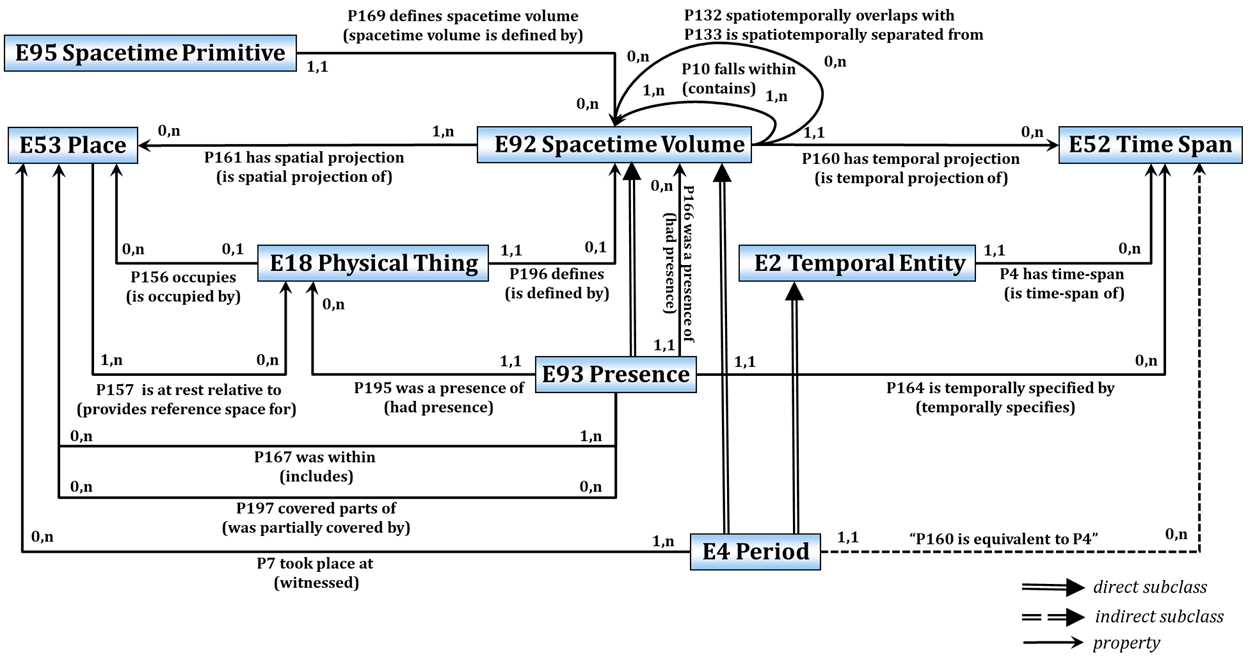 P169 defines spacetime volume
(spacetime volume is defined by)
P132 spatiotemporally overlaps with
P133 is spatiotemporally separated from
E95 Spacetime Primitive
1,1
0,n
0,n
P10 falls within
(contains)
1,n
1,n
0,n
E53 Place
0,n
1,n
E92 Spacetime Volume
1,1
0,n
E52 Time Span
P161 has spatial projection
(is spatial projection of)
P160 has temporal projection
(is temporal projection of)
0,n
P166 was a presence of
(had presence)
0,n
0,1
E18 Physical Thing
1,1
0,1
E2 Temporal Entity
1,1
0,n
P156 occupies
(is occupied by)
P196 defines
(is defined by)
P4 has time-span
(is time-span of)
0,n
1,n
0,n
1,1
1,1
E93 Presence
1,1
0,n
P157 is at rest relative to
(provides reference space for)
P195 was a presence of
(had presence)
P164 is temporally specified by
(temporally specifies)
0,n
1,n
P167 was within
(includes)
0,n
0,n
P197 covered parts of
(was partially covered by)
0,n
1,n
E4 Period
1,1
"P160 is equivalent to P4"
0,n
P7 took place at
(witnessed)
direct subclass
indirect subclass
property